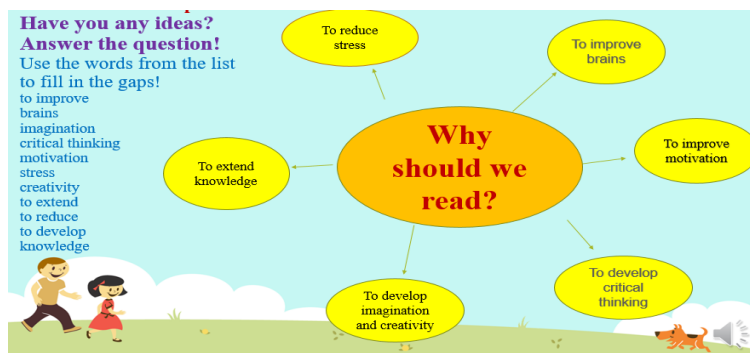 Have you any ideas?
Answer the question!
Use the words from the list
to fill in the gaps!
to improve
brains
imagination
critical thinking
motivation
stress
creativity
to extend
to reduce
to develop
knowledge
To reduce
stress
To improve
brains
Why
should we
read?
To improve
motivation
To extend
knowledge
To develop
critical
thinking
To develop
imagination
and creativity